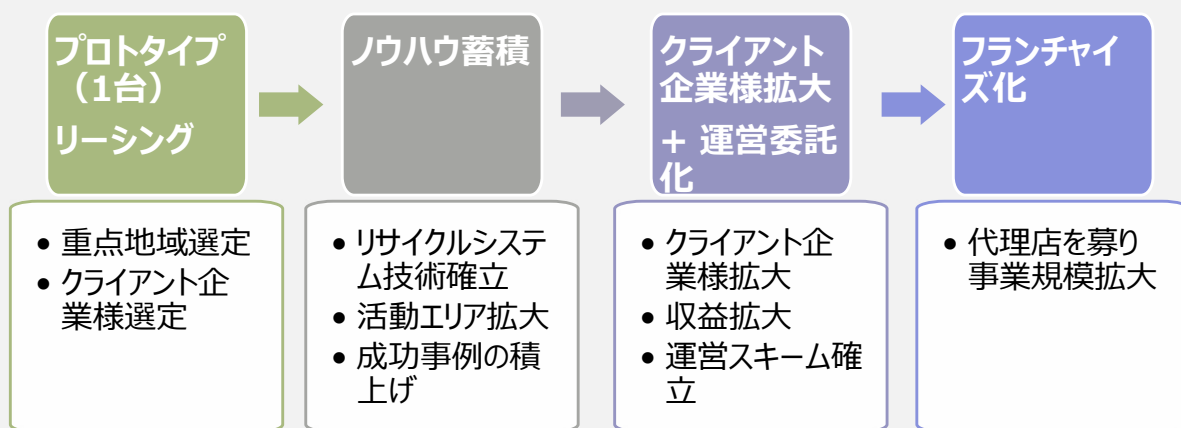 プロトタイプ
（1台）
リーシング
ノウハウ蓄積
クライアント
企業様拡大
+ 運営委託
化
フランチャイ
ズ化
• 重点地域選定
• クライアント企
業様選定
• リサイクルシステ
ム技術確立
• 活動エリア拡大
• 成功事例の積
上げ
• クライアント企
業様拡大
• 収益拡大
• 運営スキーム確
立
• 代理店を募り
事業規模拡大